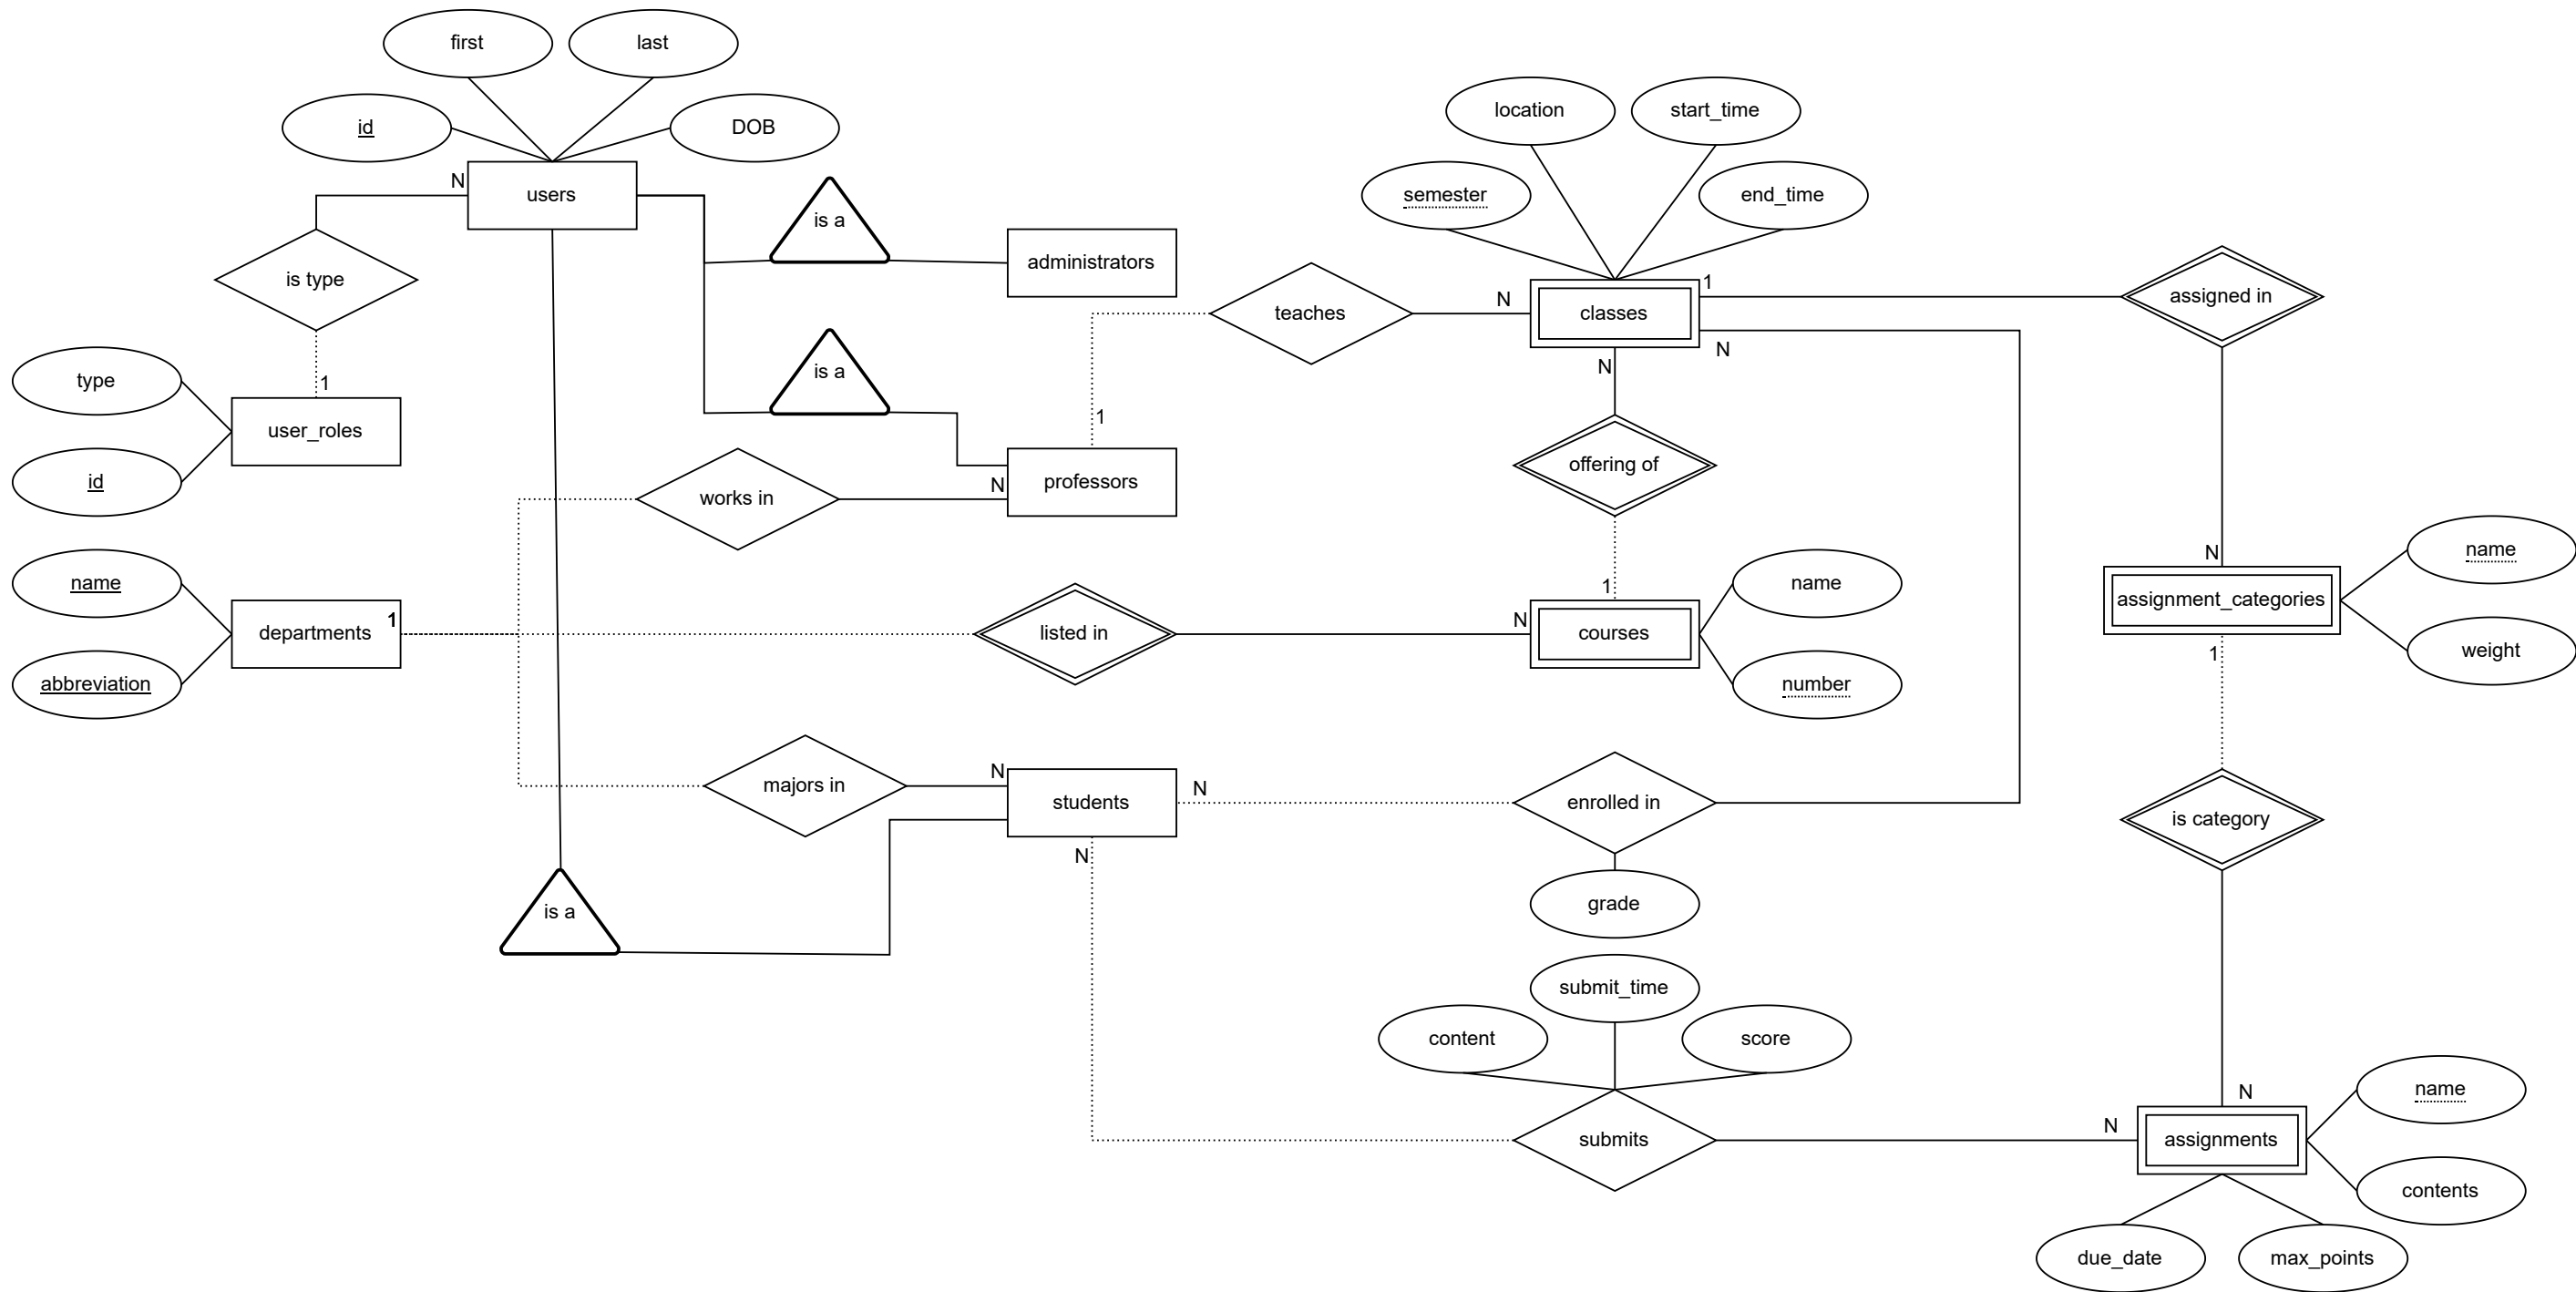 first
last
id
DOB
N
users
is a
administrators
is type
1
type
user_roles
id
is a
1
professors
N
works in
name
departments
1
abbreviation
listed in
N
majors in
N
students
N
N
is a
location
start_time
semester
end_time
teaches
N
classes
1
N
N
assigned in
offering of
1
courses
name
number
N
assignment_categories
name
weight
1
is category
enrolled in
grade
submit_time
content
score
submits
N
N
assignments
name
contents
due_date
max_points